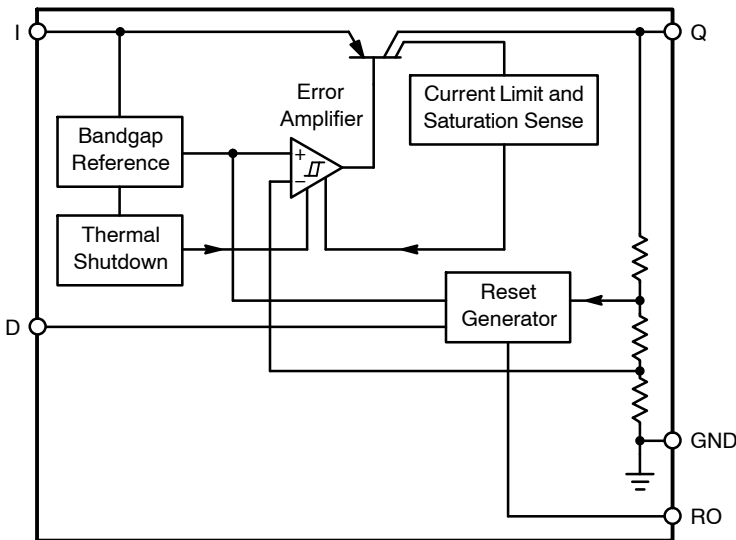 I
Q
Error
Amplifier
Current Limit and
Saturation Sense
Bandgap
Reference
+
−
Thermal
Shutdown
Reset
Generator
D
GND
RO